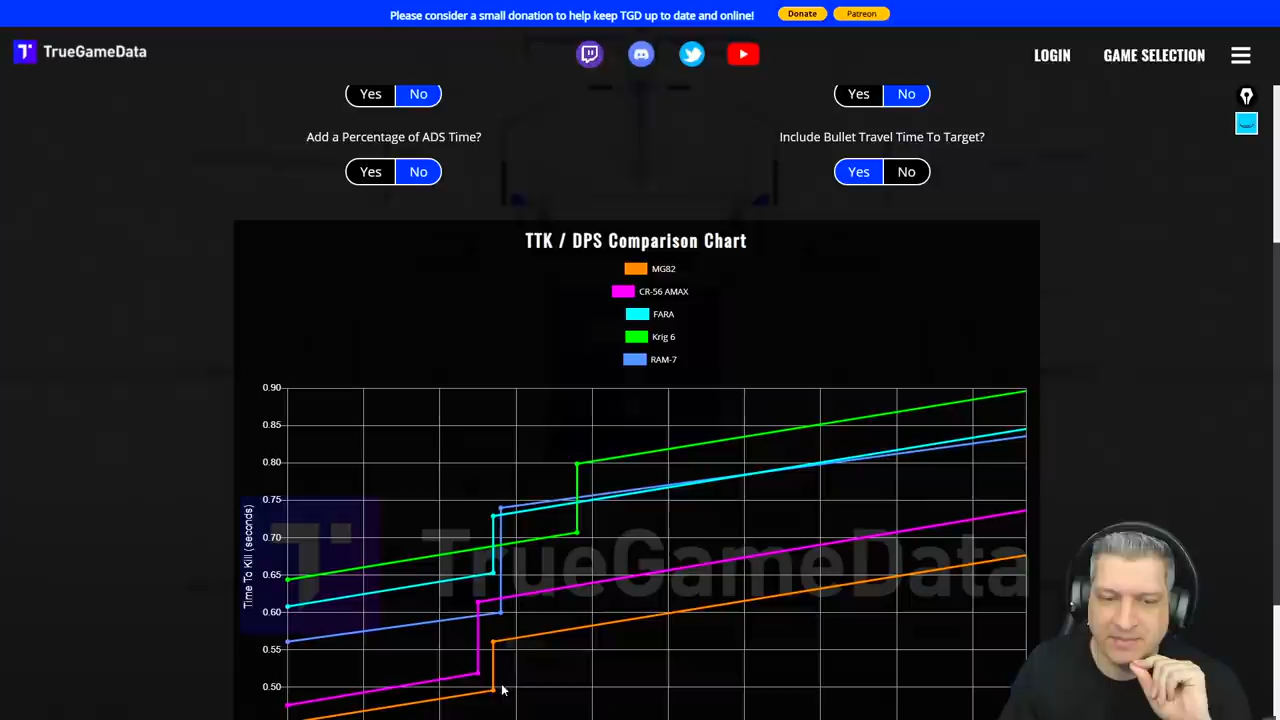 Please consider a small donation to help keep TGD up to date and online!
Donate
Patreon
TrueGameData
LOGIN
GAME SELECTION
Yes
No
Yes
No
Add a Percentage of ADS Time?
Include Bullet Travel Time To Target?
Yes
No
Yes
No
TTK / DPS Comparison Chart
MG82
CR-56 AMAX
FARA
Krig 6
RAM-7
0.90
0.85
0.80
0.75
0.70
0.65
0.60
0.55
0.50
Time To Kill (seconds)
TrueGameData